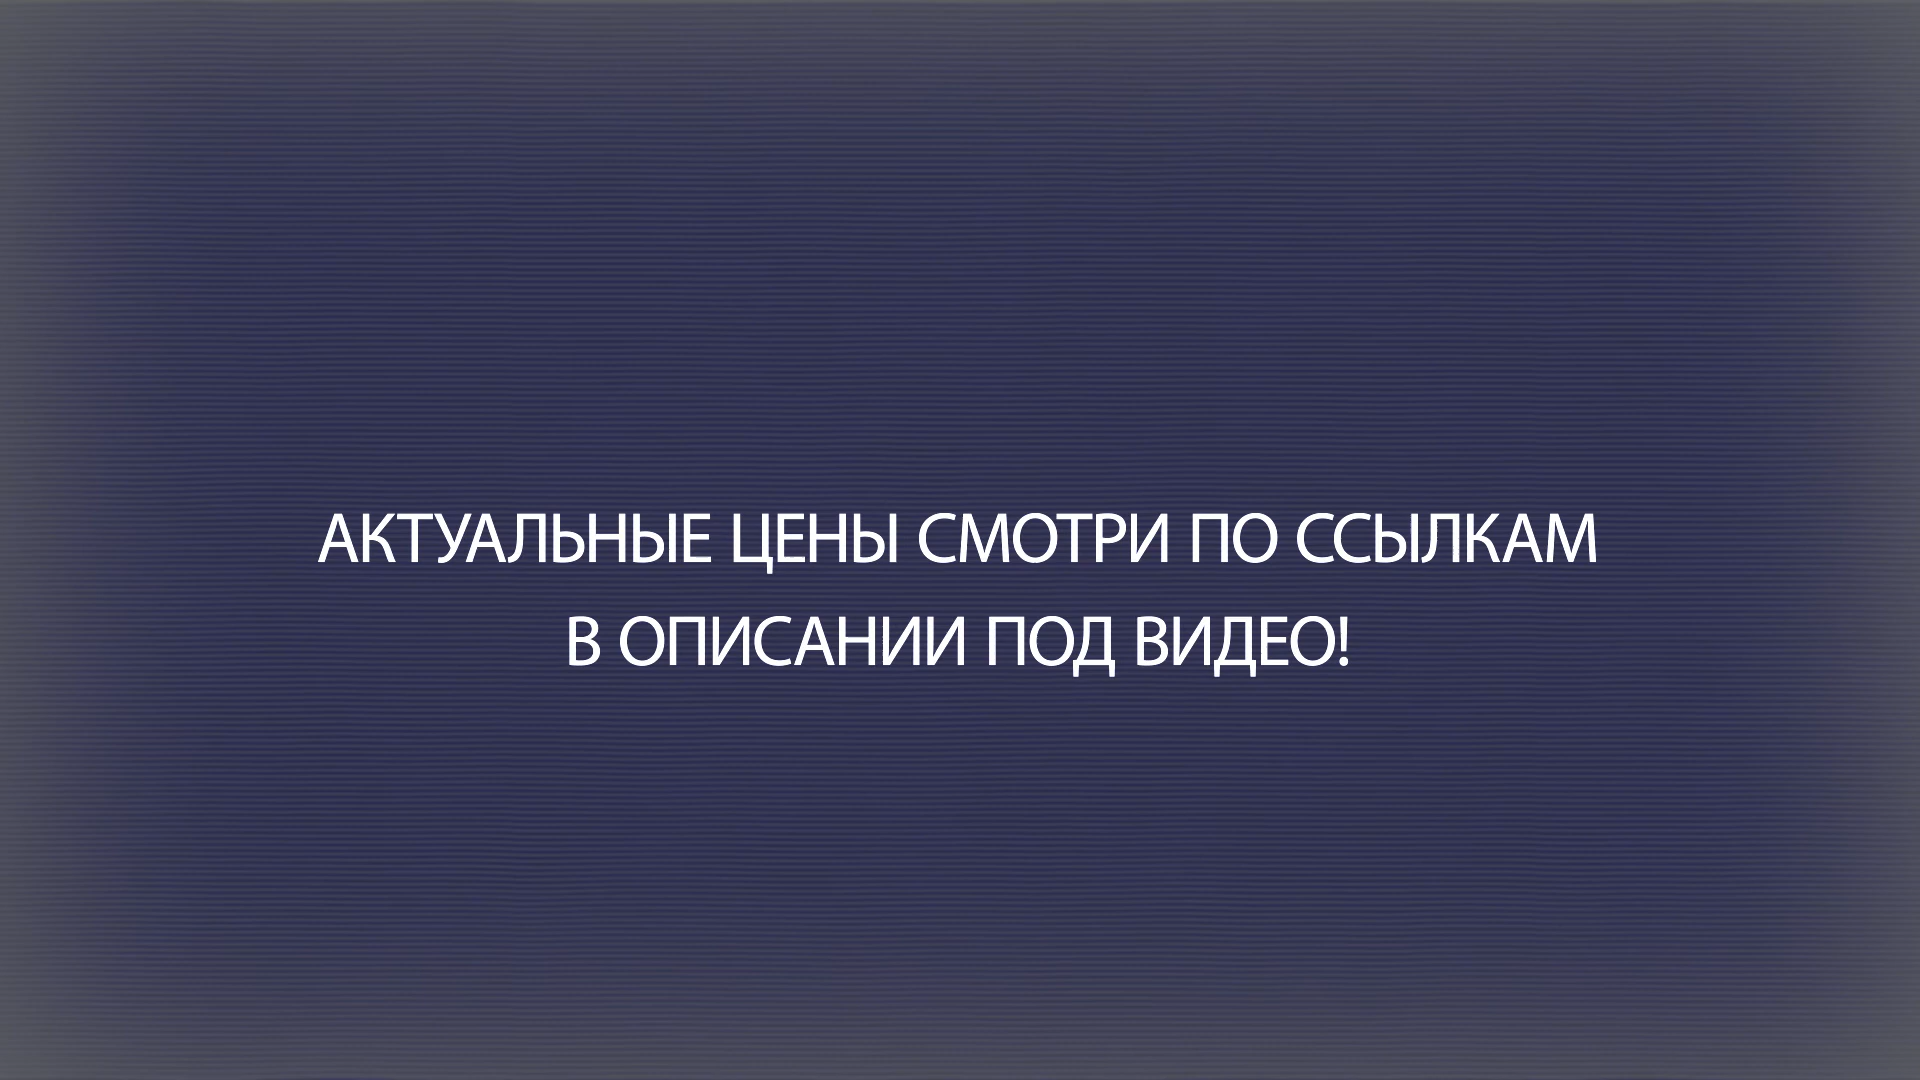 АКТУАЛЬНЫЕ ЦЕНЫ СМОТРИ ПО ССЫЛКАМ
В ОПИСАНИИ ПОД ВИДЕО!